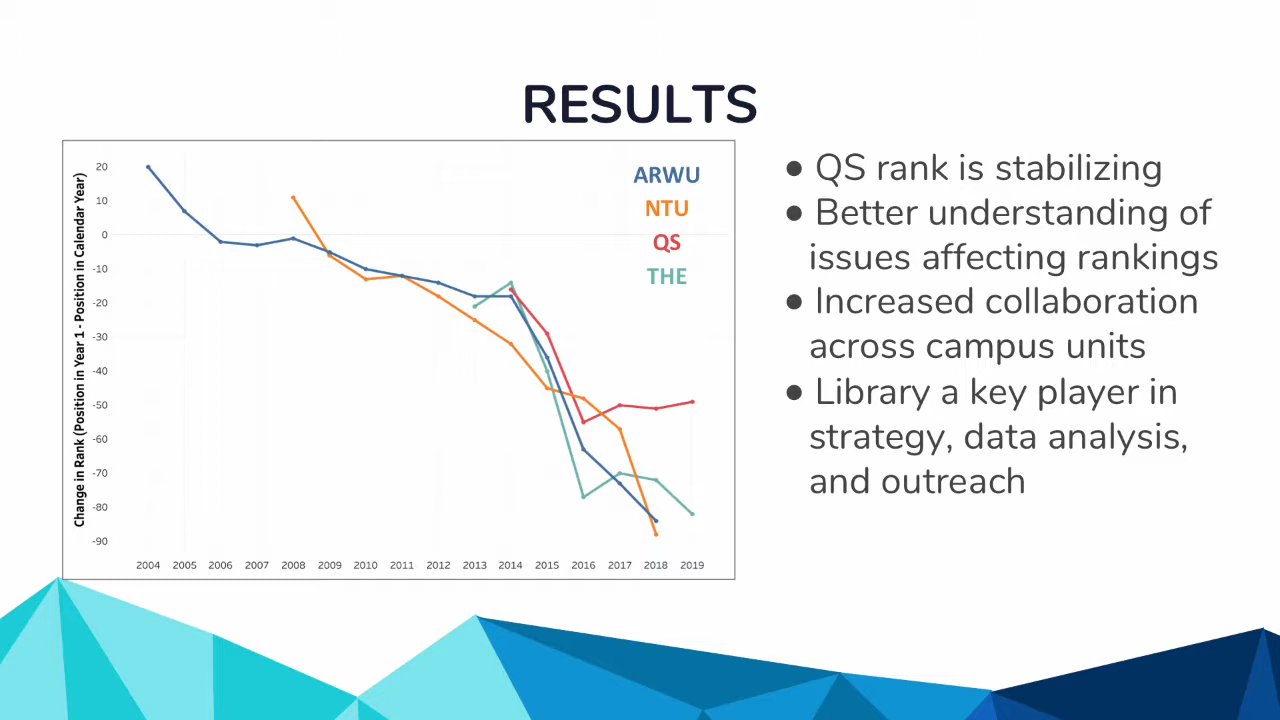 RESULTS
Change in Rank (Position in Year 1 - Position in Calendar Year)
20
10
0
-10
-20
-30
-40
-50
-60
-70
-80
-90
2004 2005 2006 2007 2008 2009 2010 2011 2012 2013 2014 2015 2016 2017 2018 2019
ARWU
NTU
QS
THE
● QS rank is stabilizing
● Better understanding of
issues affecting rankings
● Increased collaboration
across campus units
● Library a key player in
strategy, data analysis,
and outreach